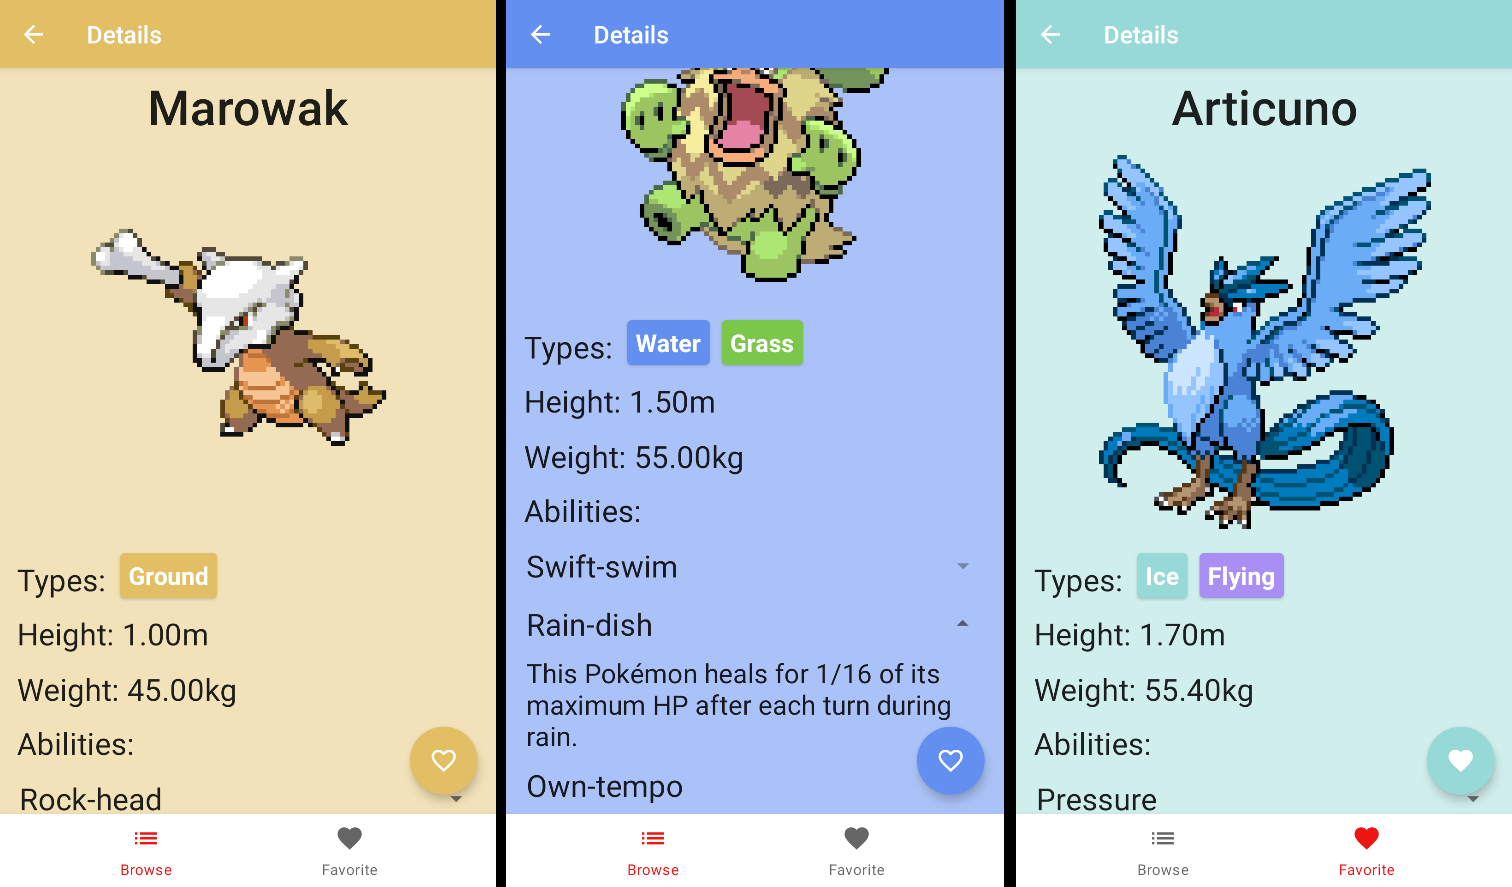 Details
Marowak
Types: Ground
Height: 1.00m
Weight: 45.00kg
Abilities:
Rock-head
Browse
Favorite
Details
Types: Water Grass
Height: 1.50m
Weight: 55.00kg
Abilities:
Swift-swim
Rain-dish
This Pokémon heals for 1/16 of its
maximum HP after each turn during
rain.
Own-tempo
Browse
Favorite
Details
Articuno
Types: Ice Flying
Height: 1.70m
Weight: 55.40kg
Abilities:
Pressure
Browse
Favorite